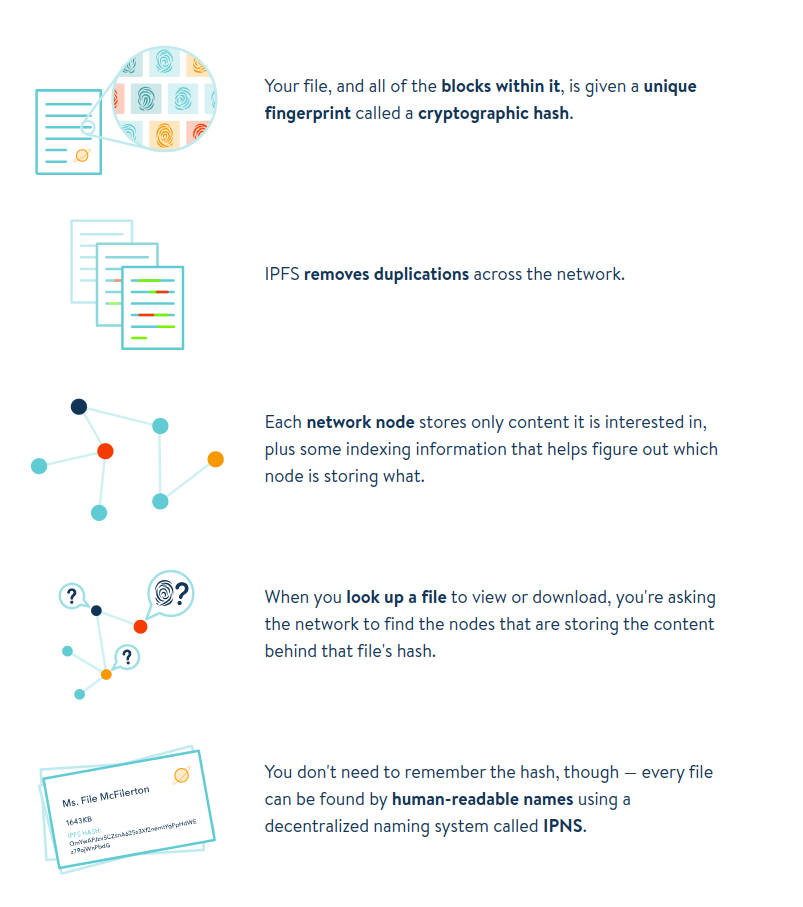 Your file, and all of the blocks within it, is given a unique
fingerprint called a cryptographic hash.
IPFS removes duplications across the network.
Each network node stores only content it is interested in,
plus some indexing information that helps figure out which
node is storing what.
?
?
?
When you look up a file to view or download, you're asking
the network to find the nodes that are storing the content
behind that file's hash.
Ms. File McFilerton
1643KB
IPFS HASH:
You don't need to remember the hash, though — every file
can be found by human-readable names using a
decentralized naming system called IPNS.